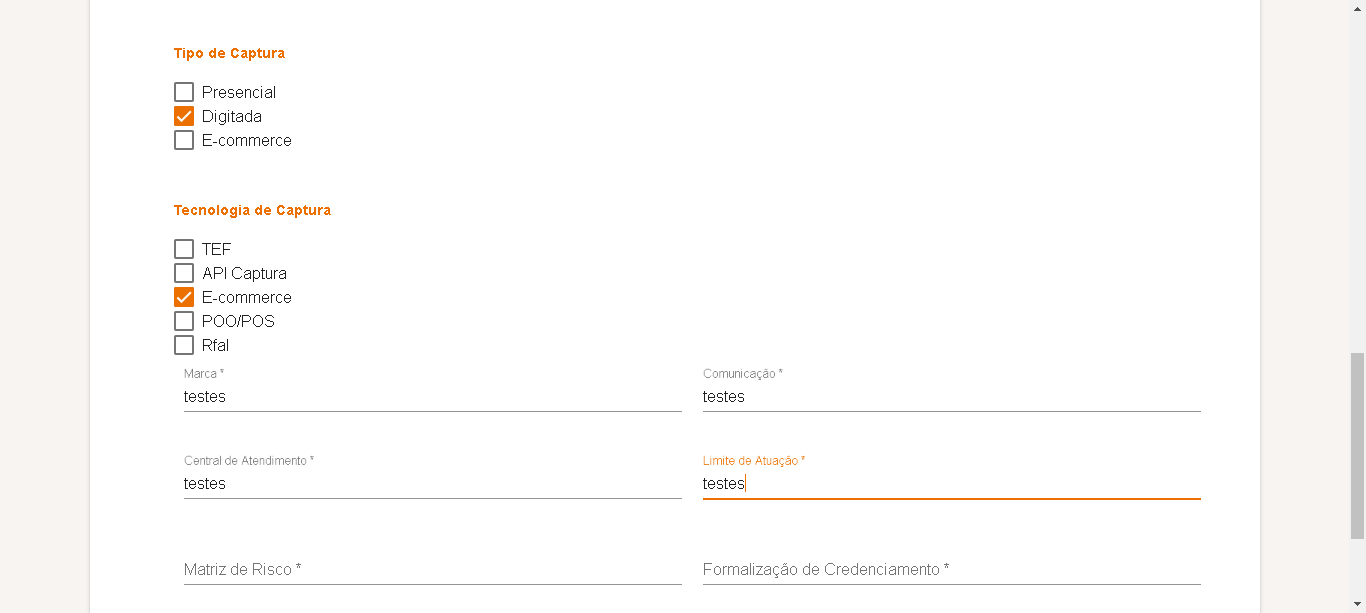 Tipo de Captura
Presencial
Digitada
E-commerce
Tecnologia de Captura
TEF
API Captura
E-commerce
POO/POS
Rfal
Marca * Comunicação *
testes testes
Central de Atendimento * Limite de Atuação *
testes testes
Matriz de Risco * Formalização de Credenciamento *